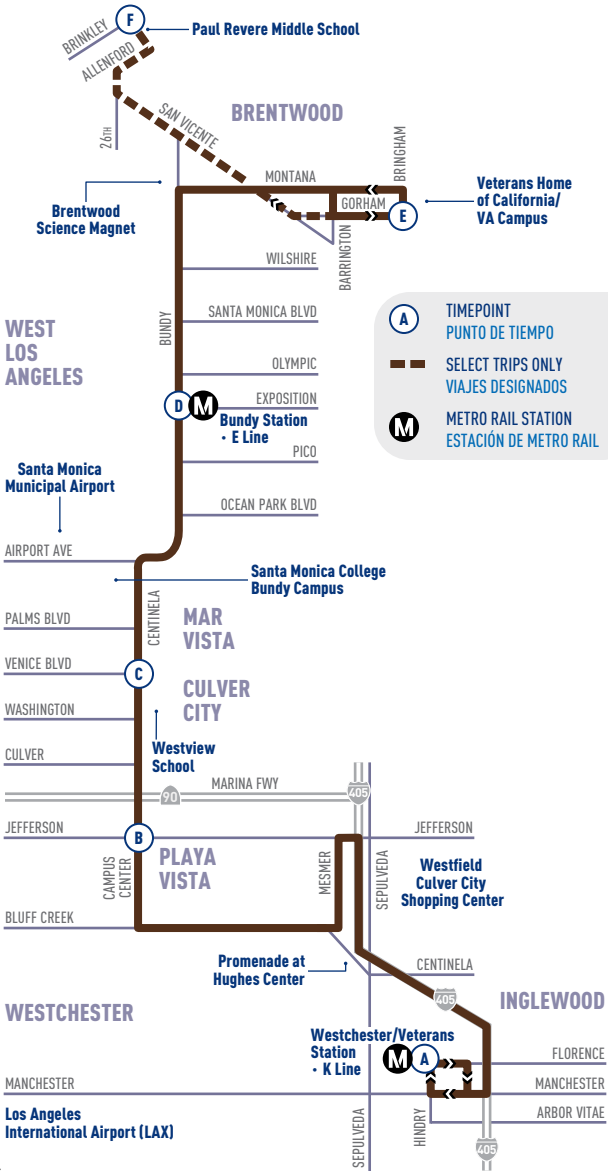 F
BRINKLEY
Paul Revere Middle School
ALLENFORD
26TH
SAN VICENTE
BRENTWOOD
BRINGHAM
MONTANA
GORHAM
Veterans Home
of California/
VA Campus
E
Brentwood
Science Magnet
BARRINGTON
WILSHIRE
BUNDY
SANTA MONICA BLVD
WEST
LOS
ANGELES
OLYMPIC
EXPOSITION
D
M
Bundy Station
· E Line
PICO
OCEAN PARK BLVD
A
TIMEPOINT
PUNTO DE TIEMPO
SELECT TRIPS ONLY
VIAJES DESIGNADOS
M
METRO RAIL STATION
ESTACIÓN DE METRO RAIL
Santa Monica
Municipal Airport
AIRPORT AVE
Santa Monica College
Bundy Campus
CENTINELA
PALMS BLVD
MAR
VISTA
VENICE BLVD
C
CULVER
CITY
WASHINGTON
Westview
School
CULVER
MARINA FWY
90
405
JEFFERSON
B
JEFFERSON
CAMPUS
CENTER
PLAYA
VISTA
MESMER
SEPULVEDA
Westfield
Culver City
Shopping Center
BLUFF CREEK
Promenade at
Hughes Center
CENTINELA
405
WESTCHESTER
INGLEWOOD
Westchester/Veterans
Station
· K Line
M
A
FLORENCE
MANCHESTER
MANCHESTER
Los Angeles
International Airport (LAX)
SEPULVEDA
HINDRY
ARBOR VITAE
405